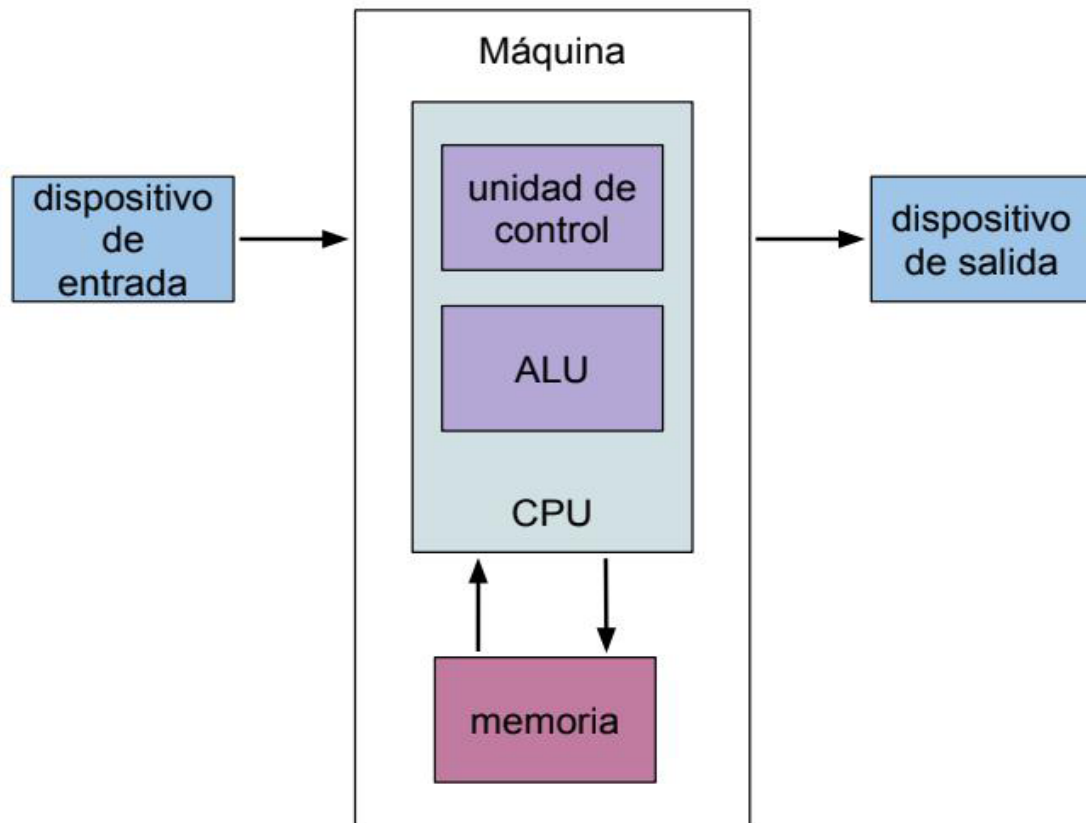 Máquina
dispositivo
de
entrada
unidad de
control
ALU
CPU
memoria
dispositivo
de salida